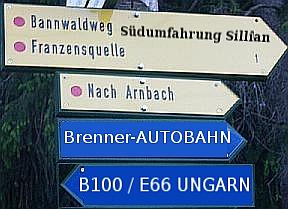 Bannwaldweg Südumfahrung Sillian
Franzensquelle
1
Nach Arnbach
Brenner-AUTOBAHN
B100 / E66 UNGARN